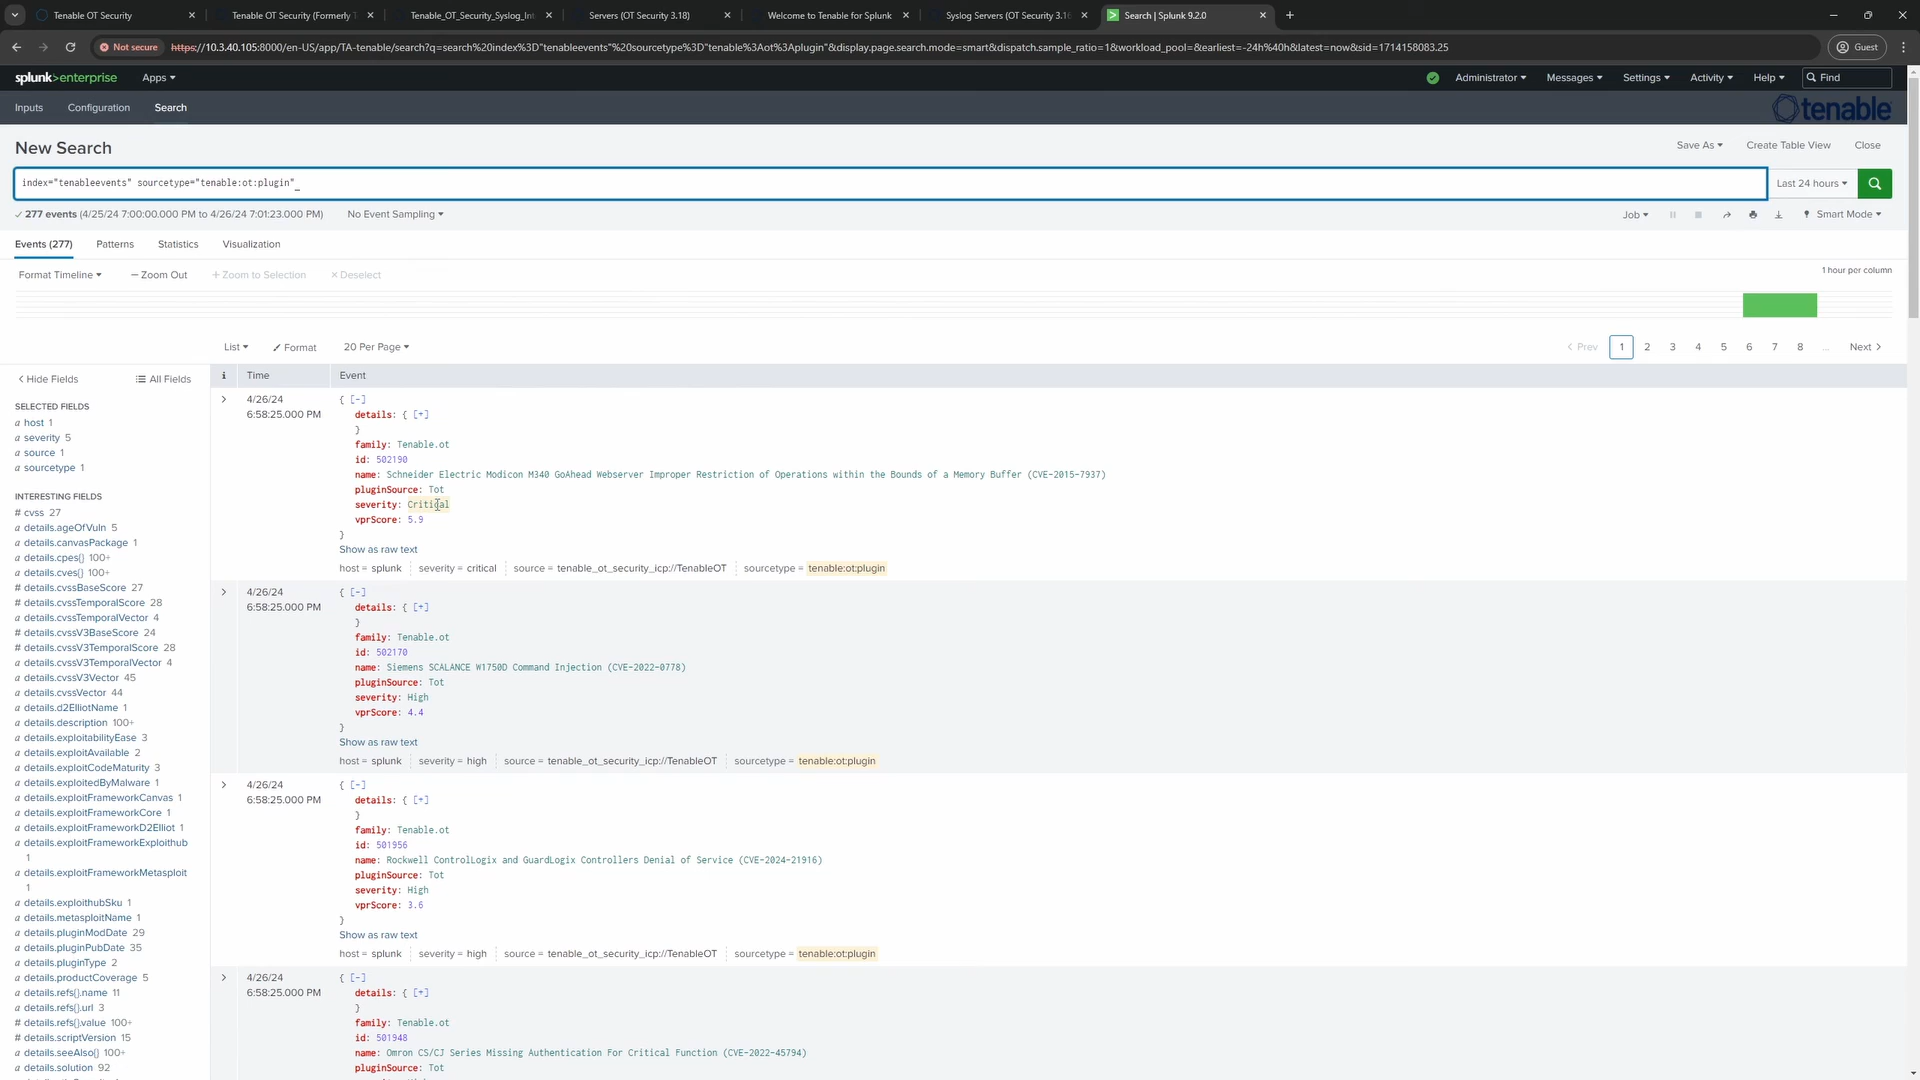 Tenable OT Security
Tenable OT Security (Formerly T
Tenable_OT_Security_Syslog_Int
Servers (OT Security 3.18)
Welcome to Tenable for Splunk
Syslog Servers (OT Security 3.18
Search | Splunk 9.2.0
Not secure https://10.3.40.105:8000/en-US/app/TA-tenable/search?q=search%20index%3D"tenableevents"%20sourcetype%3D"tenable%3Aot%3Aplugin"&display.page.search.mode=smart&dispatch.sample_ratio=1&workload_pool=&earliest=-24h%40h&latest=now&sid=1714158083.25 Guest
splunk>enterprise Apps Administrator Messages Settings Activity Help Find
Inputs Configuration Search tenable
New Search Save As Create Table View Close
index="tenableevents" sourcetype="tenable:ot:plugin" Last 24 hours
277 events (4/25/24 7:00:00.000 PM to 4/26/24 7:01:23.000 PM) No Event Sampling Job Smart Mode
Events (277) Patterns Statistics Visualization
Format Timeline — Zoom Out + Zoom to Selection × Deselect 1 hour per column
List Format 20 Per Page < Prev 1 2 3 4 5 6 7 8 ... Next >
< Hide Fields All Fields
SELECTED FIELDS
a host 1
a severity 5
a source 1
a sourcetype 1
INTERESTING FIELDS
# cvss 27
a details.ageOfVuln 5
a details.canvasPackage 1
a details.cpes{} 100+
a details.cves{} 100+
# details.cvssBaseScore 27
# details.cvssTemporalScore 28
a details.cvssTemporalVector 4
# details.cvssV3BaseScore 24
# details.cvssV3TemporalScore 28
a details.cvssV3TemporalVector 4
a details.cvssV3Vector 45
a details.cvssVector 44
a details.d2ElliotName 1
a details.description 100+
a details.exploitabilityEase 3
a details.exploitAvailable 2
a details.exploitCodeMaturity 3
a details.exploitedByMalware 1
a details.exploitFrameworkCanvas 1
a details.exploitFrameworkCore 1
a details.exploitFrameworkD2Elliot 1
a details.exploitFrameworkExploithub
1
a details.exploitFrameworkMetasploit
1
a details.exploithubSku 1
a details.metasploitName 1
a details.pluginModDate 29
a details.pluginPubDate 35
a details.pluginType 2
a details.productCoverage 5
a details.refs{}.name 11
a details.refs{}.url 3
# details.refs{}.value 100+
# details.scriptVersion 15
a details.seeAlso{} 100+
a details.solution 92
i Time Event
4/26/24
6:58:25.000 PM
{ [-]
details: { [+]
}
family: Tenable.ot
id: 502190
name: Schneider Electric Modicon M340 GoAhead Webserver Improper Restriction of Operations within the Bounds of a Memory Buffer (CVE-2015-7937)
pluginSource: Tot
severity: Critical
vprScore: 5.9
}
Show as raw text
host = splunk severity = critical source = tenable_ot_security_icp://TenableOT sourcetype = tenable:ot:plugin
4/26/24
6:58:25.000 PM
{ [-]
details: { [+]
}
family: Tenable.ot
id: 502170
name: Siemens SCALANCE W1750D Command Injection (CVE-2022-0778)
pluginSource: Tot
severity: High
vprScore: 4.4
}
Show as raw text
host = splunk severity = high source = tenable_ot_security_icp://TenableOT sourcetype = tenable:ot:plugin
4/26/24
6:58:25.000 PM
{ [-]
details: { [+]
}
family: Tenable.ot
id: 501956
name: Rockwell ControlLogix and GuardLogix Controllers Denial of Service (CVE-2024-21916)
pluginSource: Tot
severity: High
vprScore: 3.6
}
Show as raw text
host = splunk severity = high source = tenable_ot_security_icp://TenableOT sourcetype = tenable:ot:plugin
4/26/24
6:58:25.000 PM
{ [-]
details: { [+]
}
family: Tenable.ot
id: 501948
name: Omron CS/CJ Series Missing Authentication For Critical Function (CVE-2022-45794)
pluginSource: Tot